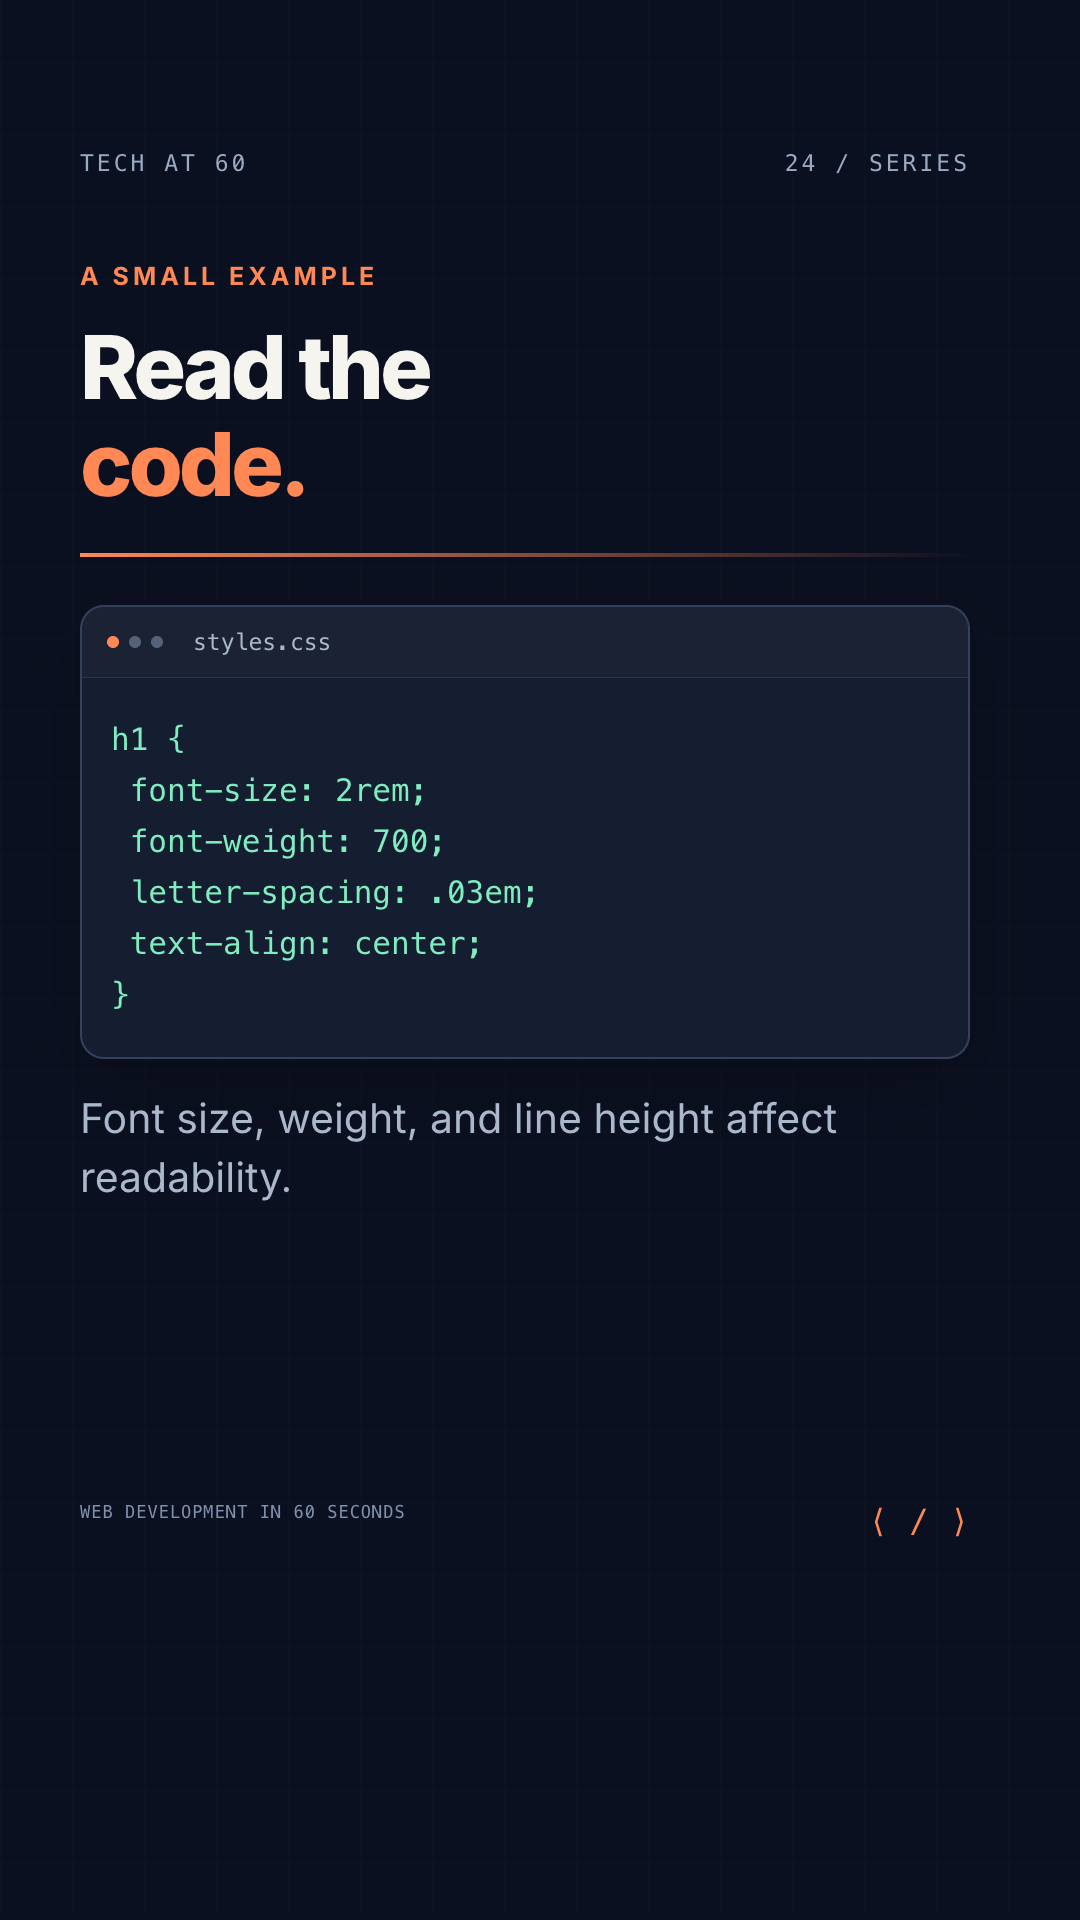 TECH AT 60
24 / SERIES
A SMALL EXAMPLE
Read the
code.
styles.css
h1 {
 font-size: 2rem;
 font-weight: 700;
 letter-spacing: .03em;
 text-align: center;
}
Font size, weight, and line height affect
readability.
WEB DEVELOPMENT IN 60 SECONDS
⟨ / ⟩